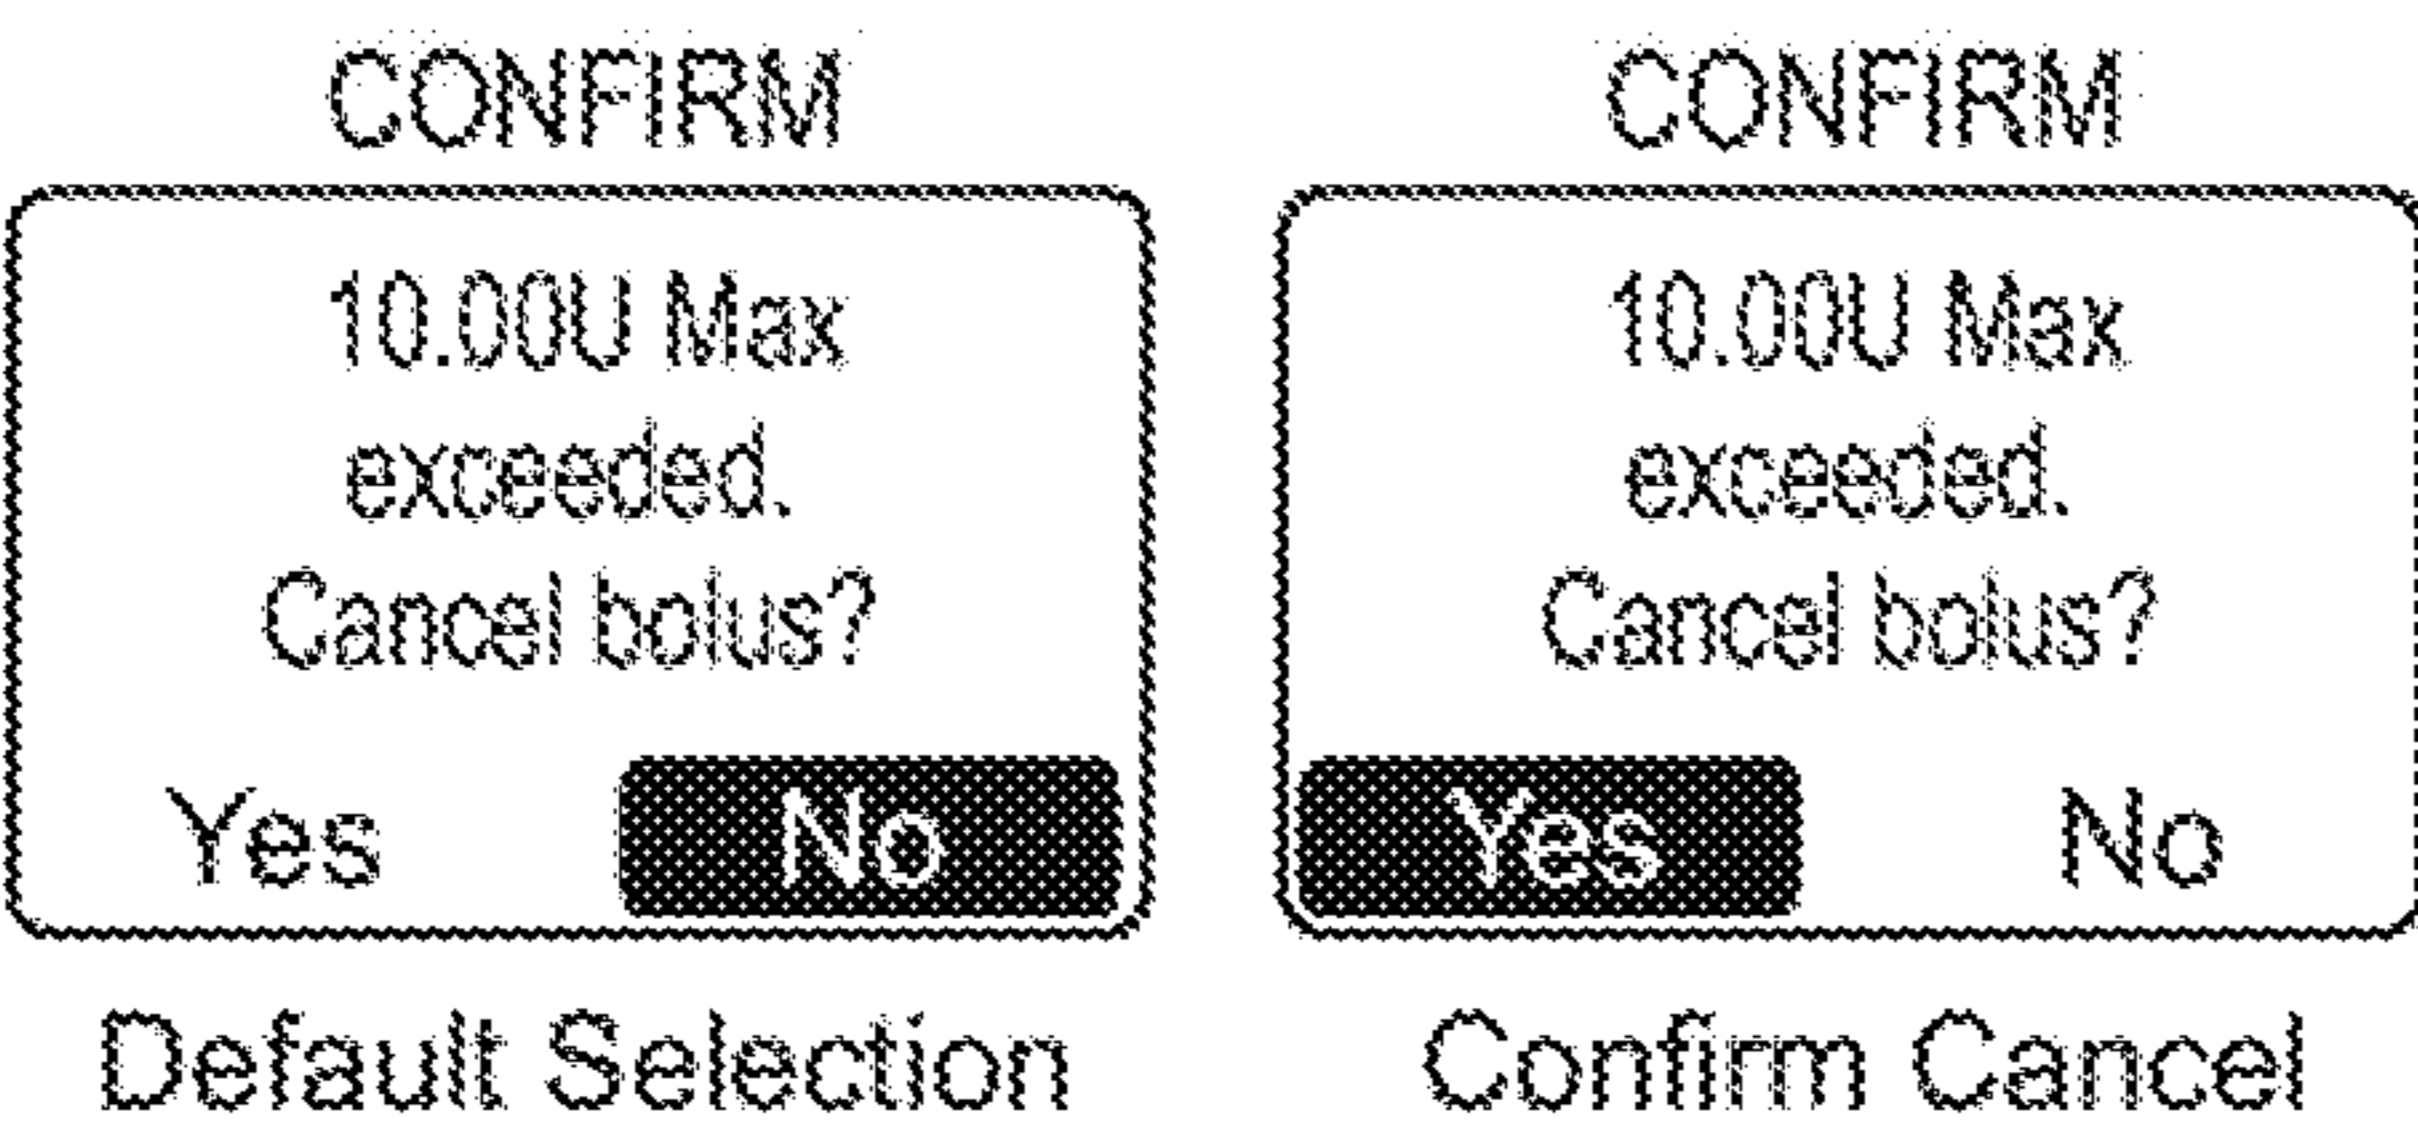 CONFIRM
10.00U Max
exceeded.
Cancel bolus?
Yes No
Default Selection
CONFIRM
10.00U Max
exceeded.
Cancel bolus?
Yes No
Confirm Cancel